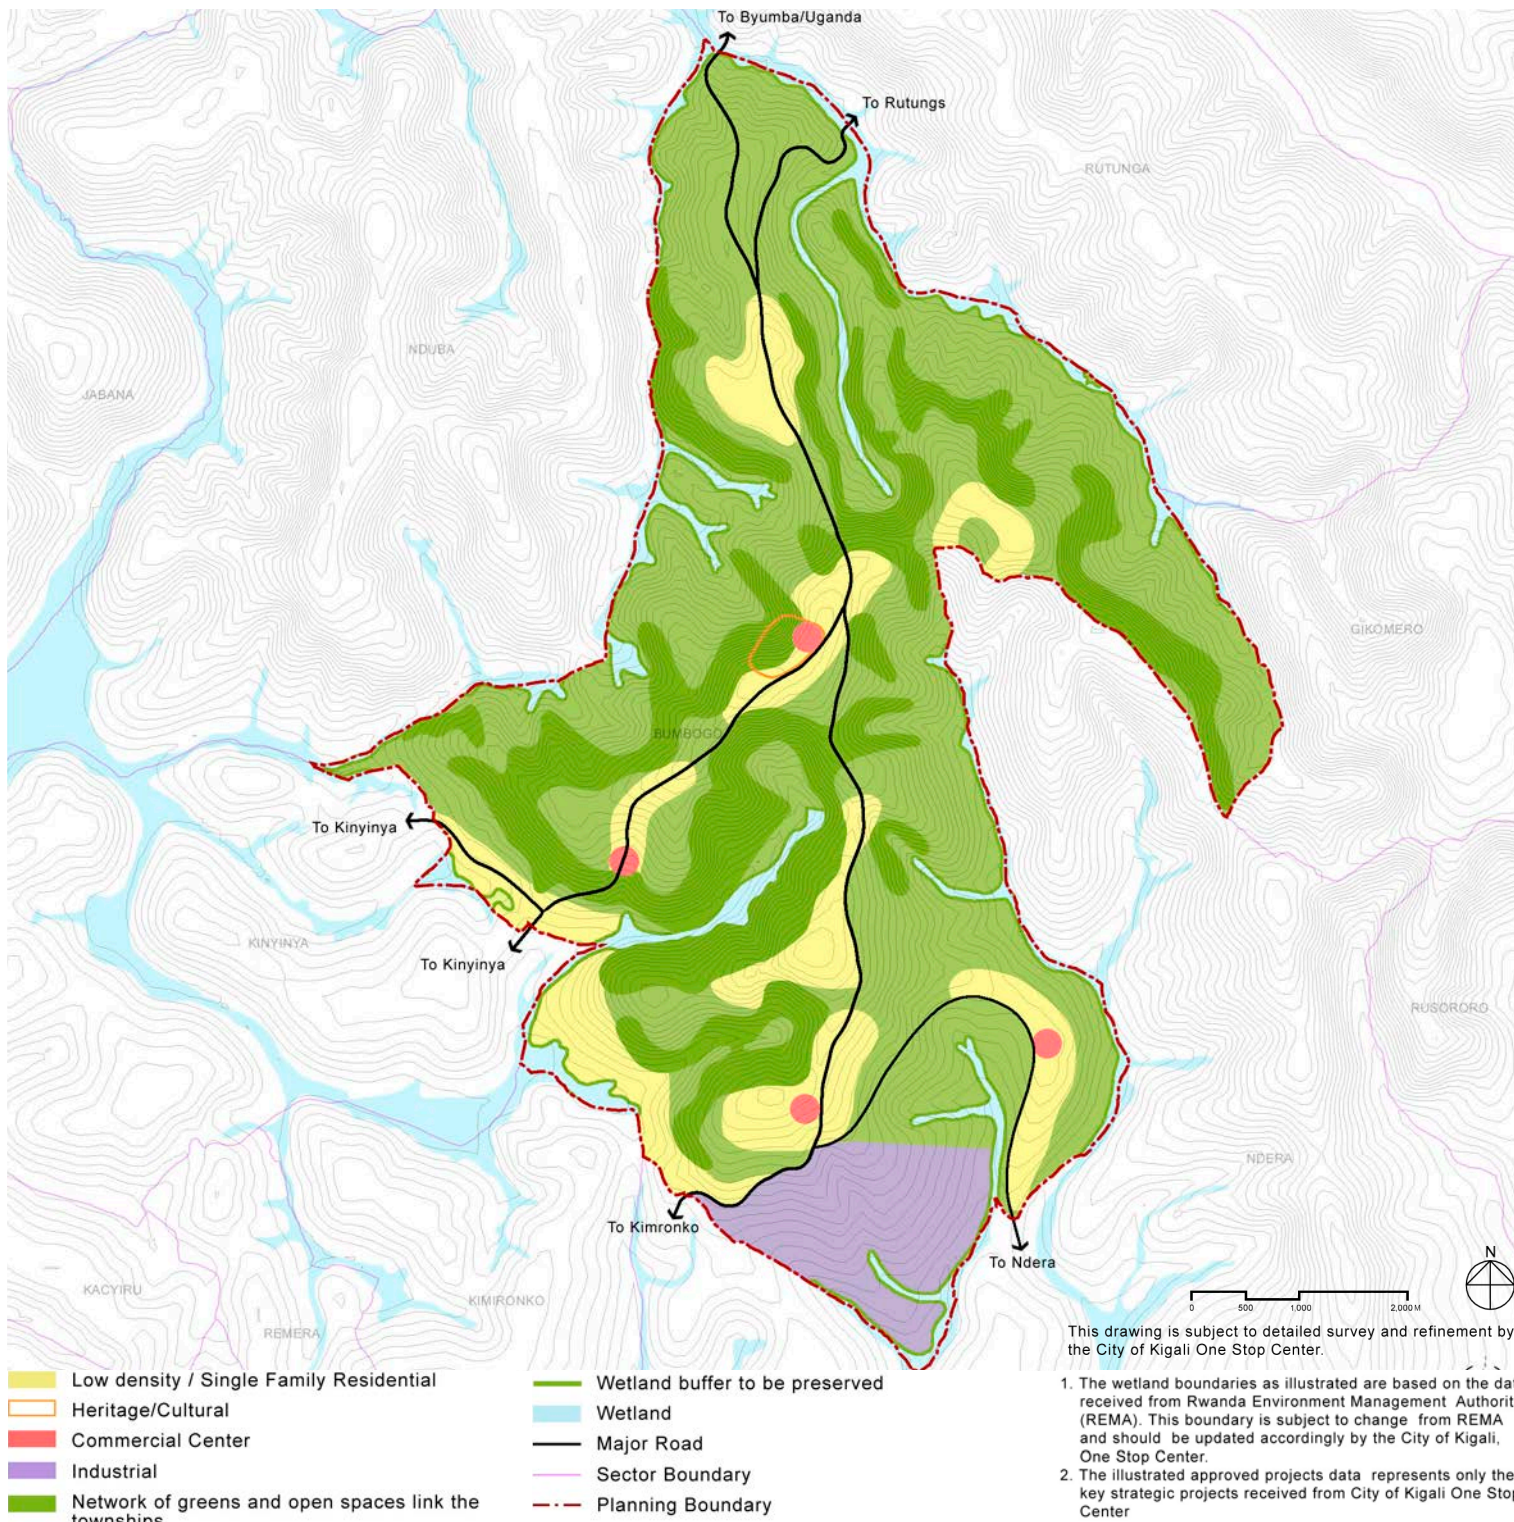 To Byumba/Uganda
To Rutungs
RUTUNGA
NDUBA
JABANA
GIKOMERO
BUMBOGO
To Kinyinya
To Kinyinya
KINYINYA
RUSORORO
NDERA
To Kimronko
To Ndera
N
KACYIRU
KIMIRONKO
REMERA
0 500 1,000 2,000M
This drawing is subject to detailed survey and refinement by
the City of Kigali One Stop Center.
Low density / Single Family Residential
Heritage/Cultural
Commercial Center
Industrial
Network of greens and open spaces link the
townships
Wetland buffer to be preserved
Wetland
Major Road
Sector Boundary
Planning Boundary
1. The wetland boundaries as illustrated are based on the dat
received from Rwanda Environment Management Authorit
(REMA). This boundary is subject to change from REMA
and should be updated accordingly by the City of Kigali,
One Stop Center.
2. The illustrated approved projects data represents only the
key strategic projects received from City of Kigali One Stop
Center